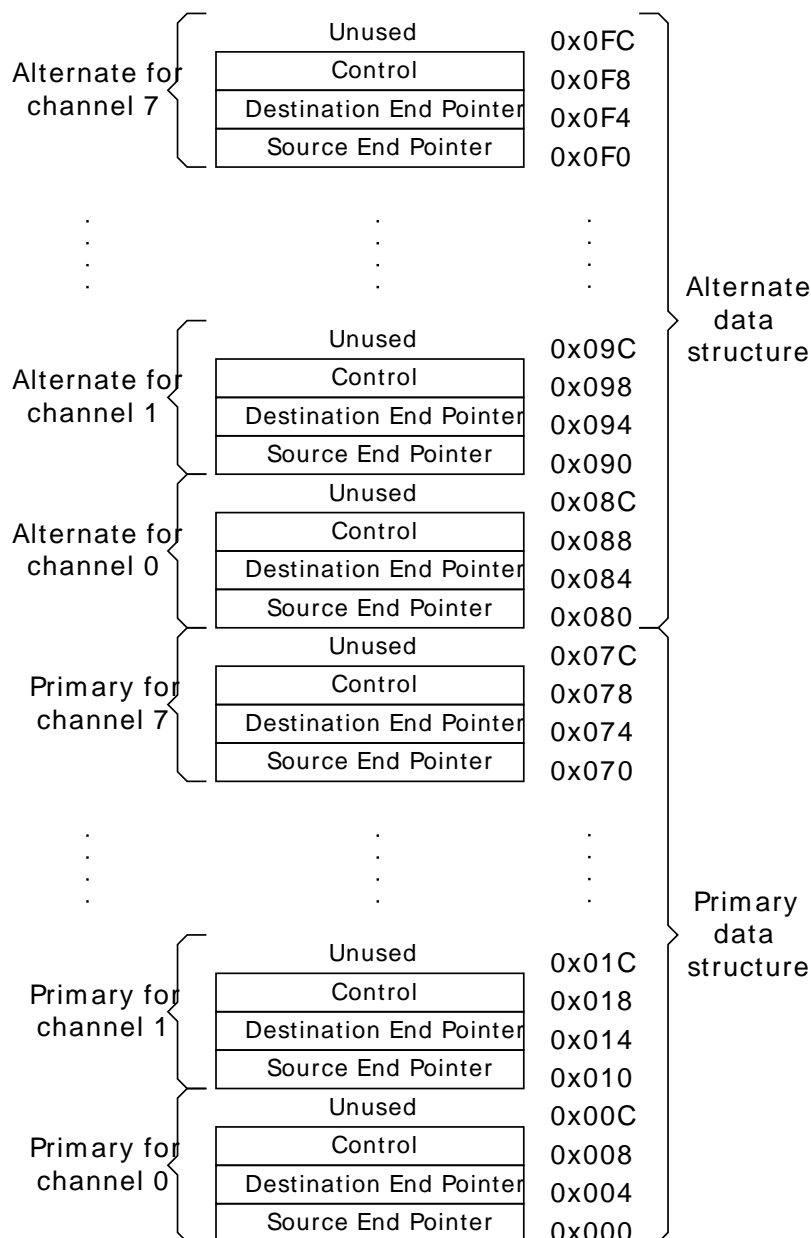 Unused 0x0FC
Alternate for
channel 7
Control 0x0F8
Destination End Pointer 0x0F4
Source End Pointer 0x0F0
. . .
. . .
. . .
. . .
Alternate
data
structure
Unused 0x09C
Alternate for
channel 1
Control 0x098
Destination End Pointer 0x094
Source End Pointer 0x090
Unused 0x08C
Alternate for
channel 0
Control 0x088
Destination End Pointer 0x084
Source End Pointer 0x080
Unused 0x07C
Primary for
channel 7
Control 0x078
Destination End Pointer 0x074
Source End Pointer 0x070
. . .
. . .
. . .
. . .
Primary
data
structure
Unused 0x01C
Primary for
channel 1
Control 0x018
Destination End Pointer 0x014
Source End Pointer 0x010
Unused 0x00C
Primary for
channel 0
Control 0x008
Destination End Pointer 0x004
Source End Pointer 0x000